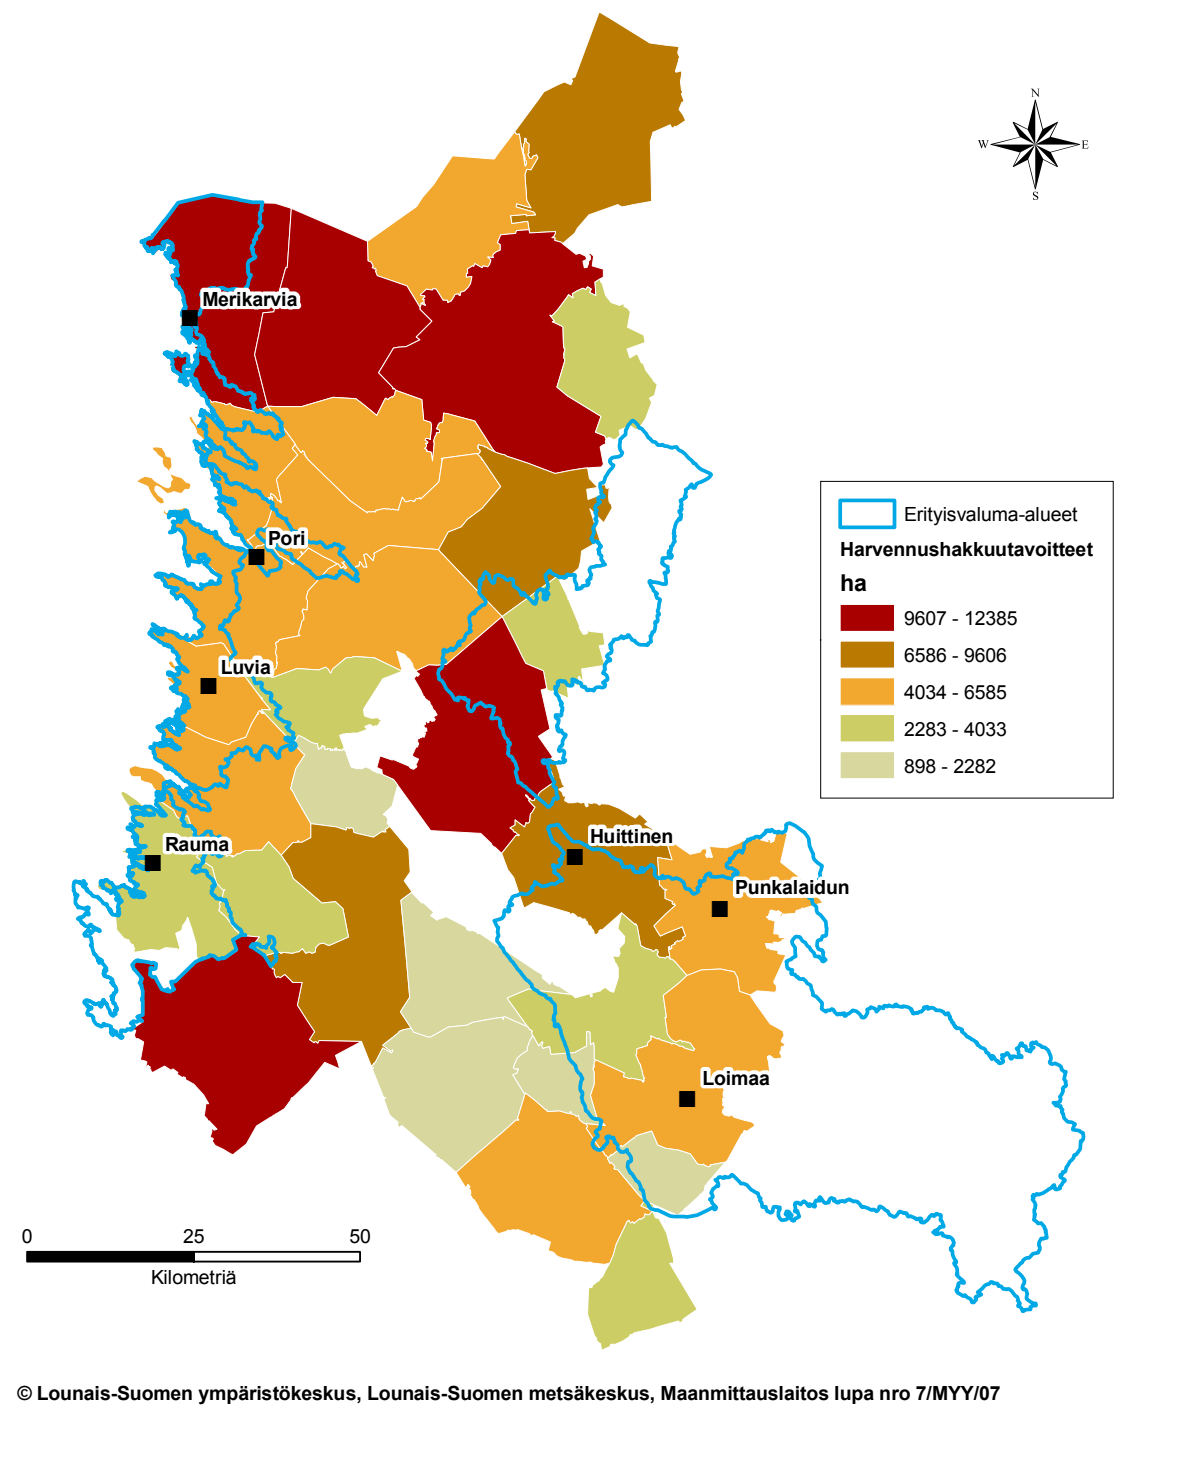 N
W
E
S
Merikarvia
Pori
Luvia
Rauma
Huittinen
Punkalaidun
Loimaa
Erityisvaluma-alueet
Harvennushakkuutavoitteet
ha
9607 - 12385
6586 - 9606
4034 - 6585
2283 - 4033
898 - 2282
0 25 50
Kilometriä
© Lounais-Suomen ympäristökeskus, Lounais-Suomen metsäkeskus, Maanmittauslaitos lupa nro 7/MYY/07